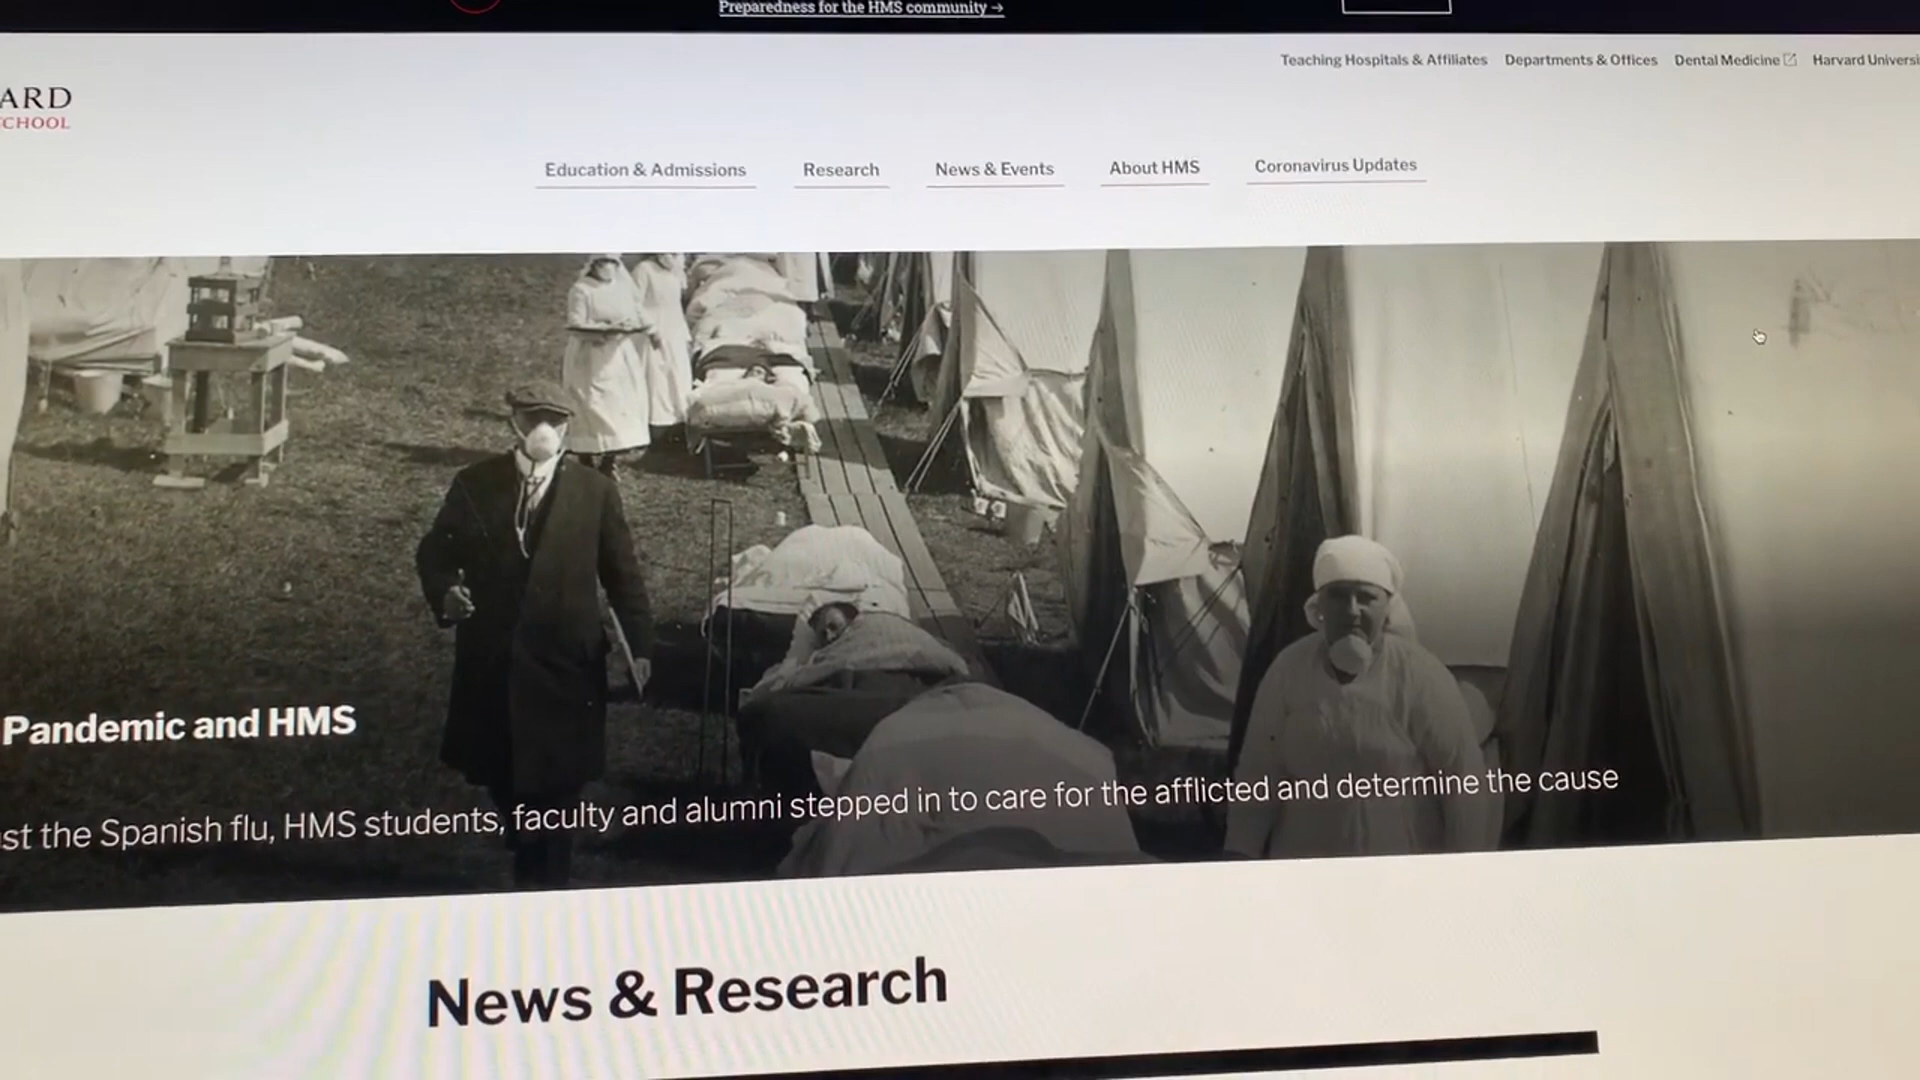 Preparedness for the HMS community →
Teaching Hospitals & Affiliates Departments & Offices Dental Medicine Harvard
ARD
CHOOL
Education & Admissions Research News & Events About HMS Coronavirus Updates
Pandemic and HMS
the Spanish flu, HMS students, faculty and alumni stepped in to care for the afflicted and determine the cause
News & Research